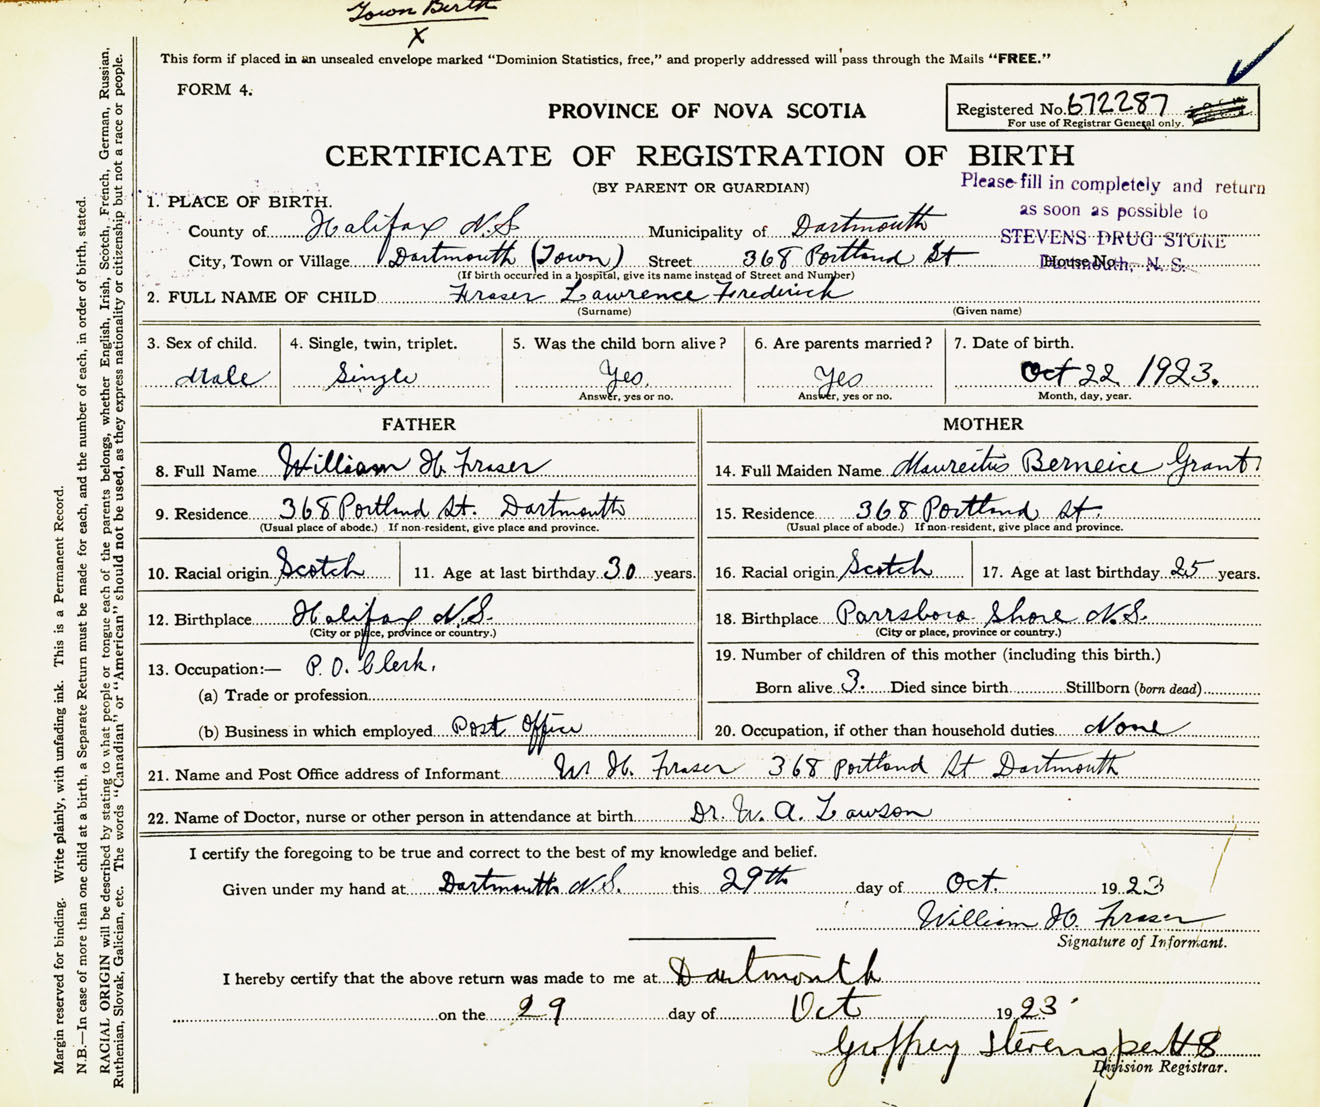 Town Birth
X
This form if placed in an unsealed envelope marked "Dominion Statistics, free," and properly addressed will pass through the Mails "FREE."
FORM 4.
PROVINCE OF NOVA SCOTIA
Registered No. 672287
For use of Registrar General only.
CERTIFICATE OF REGISTRATION OF BIRTH
(BY PARENT OR GUARDIAN)
Please fill in completely and return
as soon as possible to
STEVENS DRUG STORE
Dartmouth, N. S.
1. PLACE OF BIRTH.
County of Halifax N.S Municipality of Dartmouth
City, Town or Village Dartmouth (Town) Street 368 Portland St House No.
(If birth occurred in a hospital, give its name instead of Street and Number)
2. FULL NAME OF CHILD Fraser Lawrence Frederick
(Surname) (Given name)
3. Sex of child. 4. Single, twin, triplet. 5. Was the child born alive? 6. Are parents married? 7. Date of birth.
Male Single Yes. Yes Oct 22 1923.
Answer, yes or no. Answer, yes or no. Month, day, year.
FATHER MOTHER
8. Full Name William H. Fraser 14. Full Maiden Name Berneice Grant
9. Residence 368 Portland St. Dartmouth 15. Residence 368 Portland St.
(Usual place of abode.) If non-resident, give place and province. (Usual place of abode.) If non-resident, give place and province.
10. Racial origin Scotch 11. Age at last birthday 30 years. 16. Racial origin Scotch 17. Age at last birthday 25 years.
12. Birthplace Halifax N.S. 18. Birthplace Parrsboro Shore N.S.
(City or place, province or country.) (City or place, province or country.)
13. Occupation:— P.O. Clerk. 19. Number of children of this mother (including this birth.)
(a) Trade or profession Born alive 3. Died since birth Stillborn (born dead)
(b) Business in which employed Post Office 20. Occupation, if other than household duties None
21. Name and Post Office address of Informant W H. Fraser 368 Portland St Dartmouth
22. Name of Doctor, nurse or other person in attendance at birth Dr. W. A. Lawson
I certify the foregoing to be true and correct to the best of my knowledge and belief.
Given under my hand at Dartmouth N.S. this 29th day of Oct. 1923
William H. Fraser
Signature of Informant.
I hereby certify that the above return was made to me at Dartmouth
on the 29 day of Oct 1923
Geoffrey Stevens
Division Registrar.
Margin reserved for binding. Write plainly, with unfading ink. This is a Permanent Record.
N.B.—In case of more than one child at a birth, a Separate Return must be made for each, and the number of each, in order of birth, stated.
RACIAL ORIGIN will be described by stating to what people or tongue each of the parents belongs, whether English, Irish, Scotch, French, German, Russian,
Ruthenian, Slovak, Galician, etc. The words "Canadian" or "American" should not be used, as they express nationality or citizenship but not a race or people.